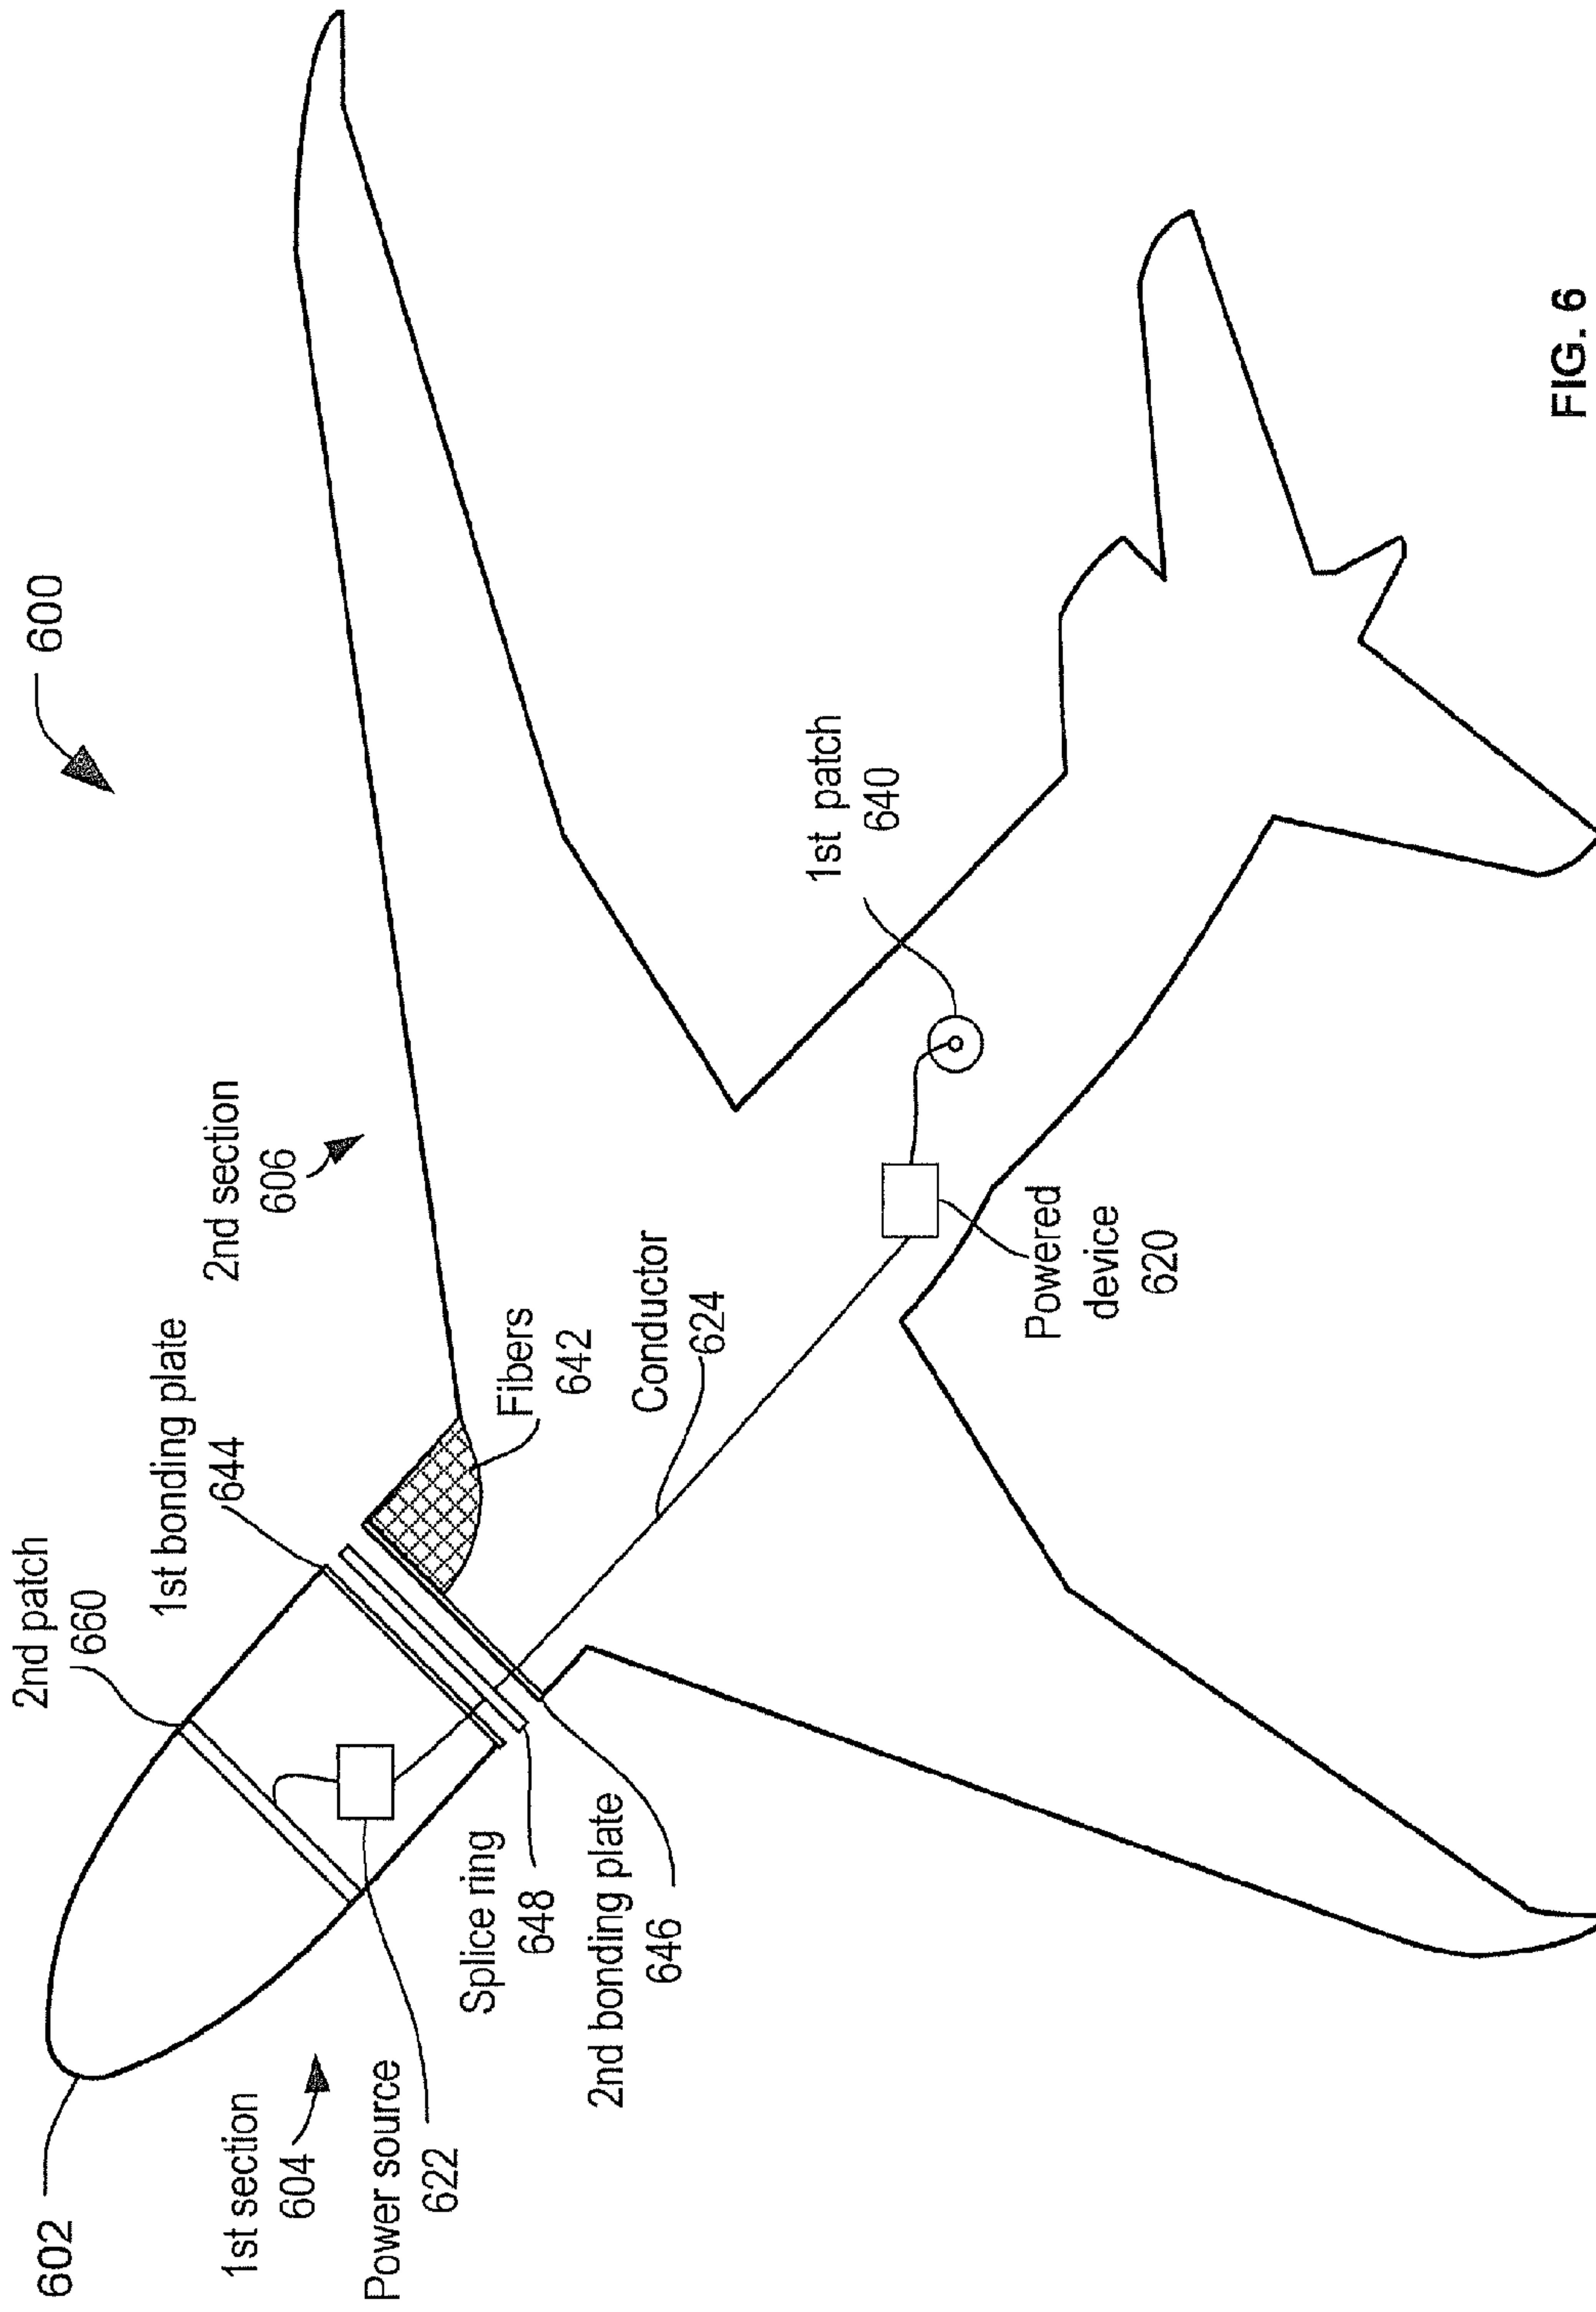 600
2nd section
606
1st bonding plate
644
2nd patch
660
Fibers
642
602
1st section
604
Power source
622
Splice ring
648
2nd bonding plate
646
Conductor
624
1st patch
640
Powered
device
620
FIG. 6